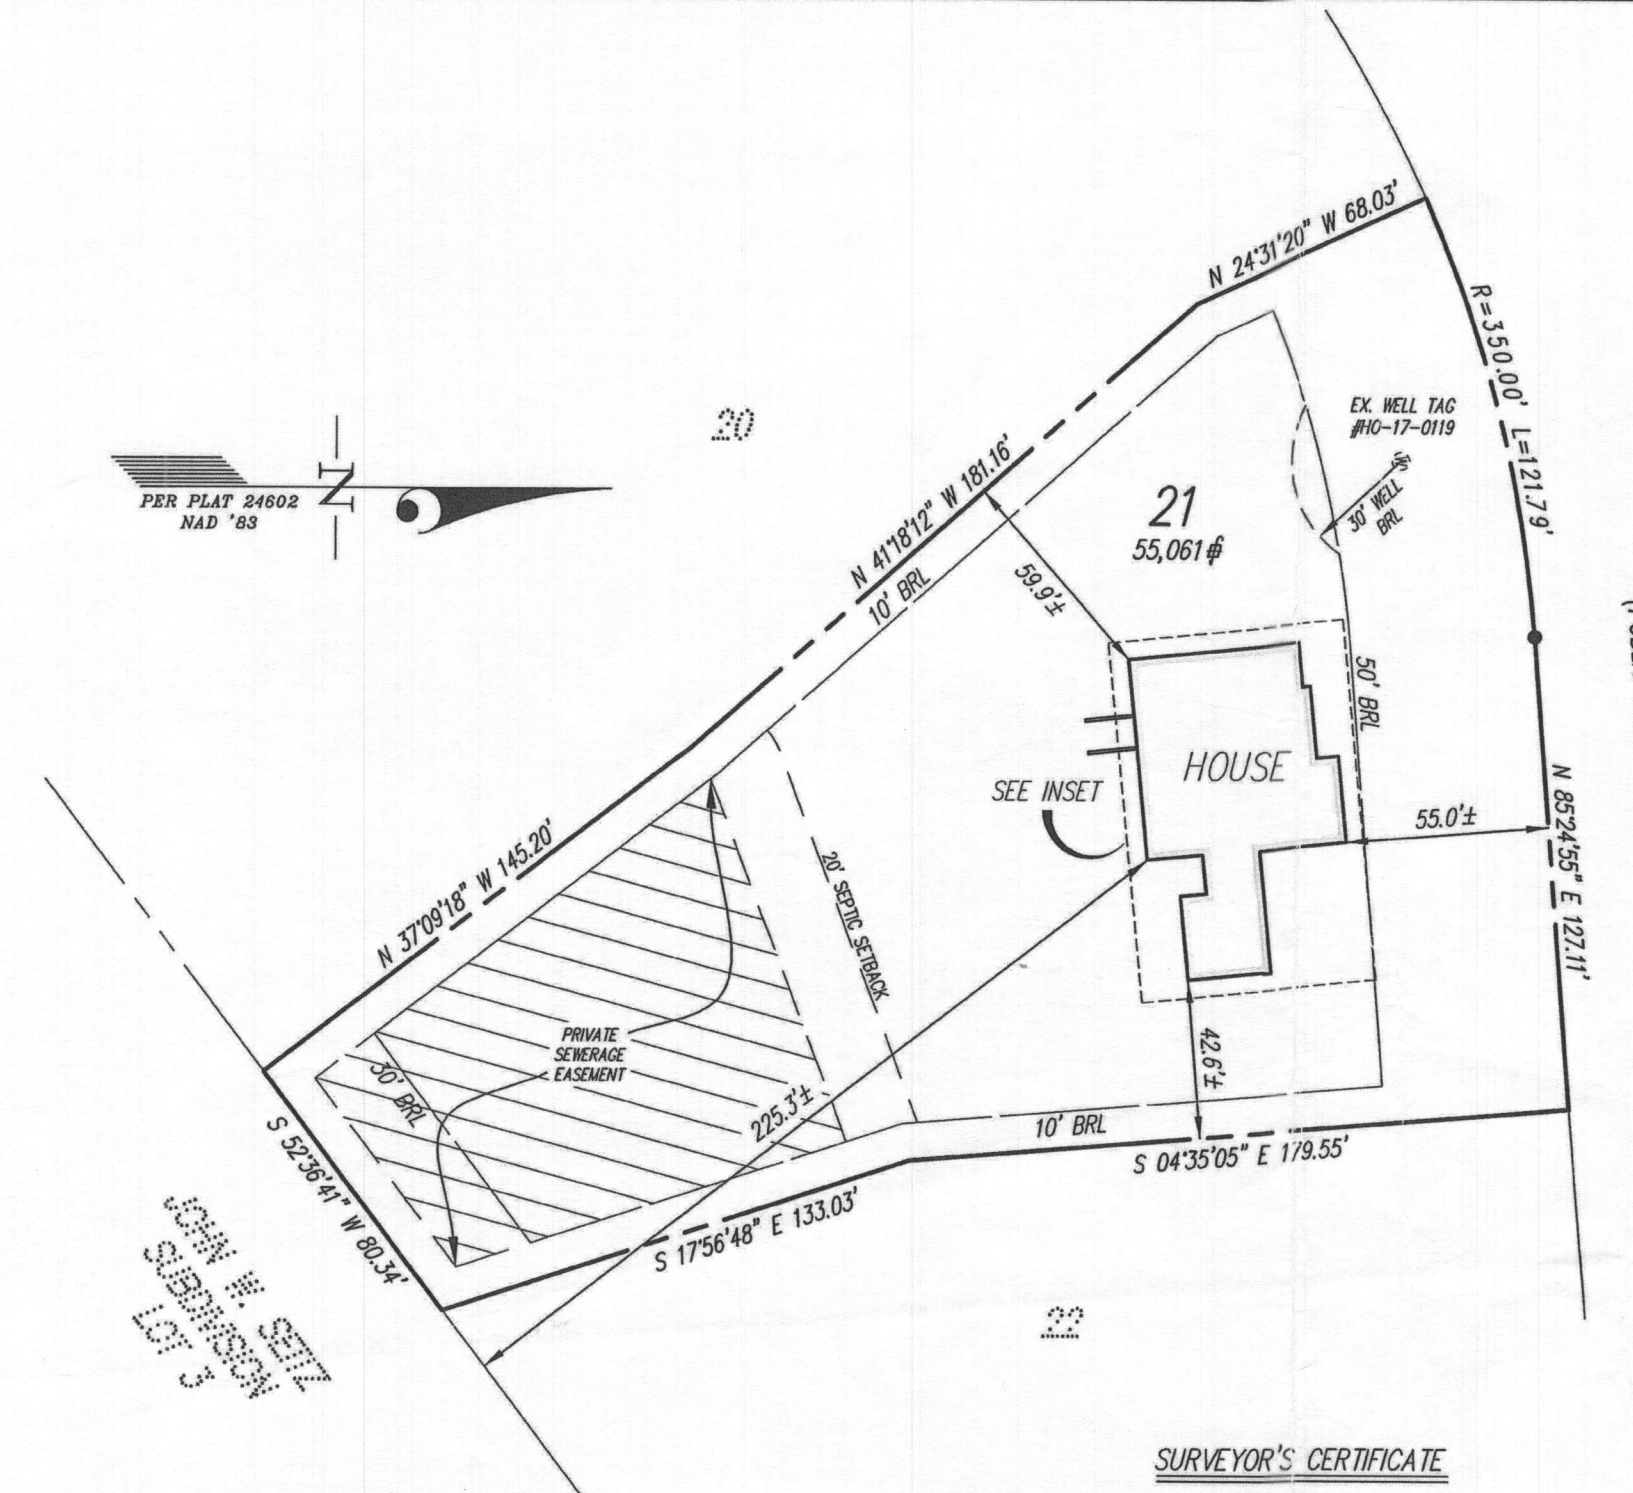 N 24°31'20" W 68.03'
R=350.00' L=121.79'
EX. WELL TAG
#HO-17-0119
30' WELL
BRL
20
N
PER PLAT 24602
NAD '83
N 41°18'12" W 181.16'
10' BRL
21
55,061
59.9'±
50' BRL
HOUSE
SEE INSET
55.0'±
N 85°24'55" E 127.11'
N 37°09'18" W 145.20'
20' SEPTIC SETBACK
PRIVATE
SEWERAGE
EASEMENT
30' BRL
225.3'±
42.6'±
10' BRL
S 04°35'05" E 179.55'
S 17°56'48" E 133.03'
S 52°36'41" W 80.34'
JOHN W. SEITZ
SUBDIVISION
LOT 3
22
SURVEYOR'S CERTIFICATE